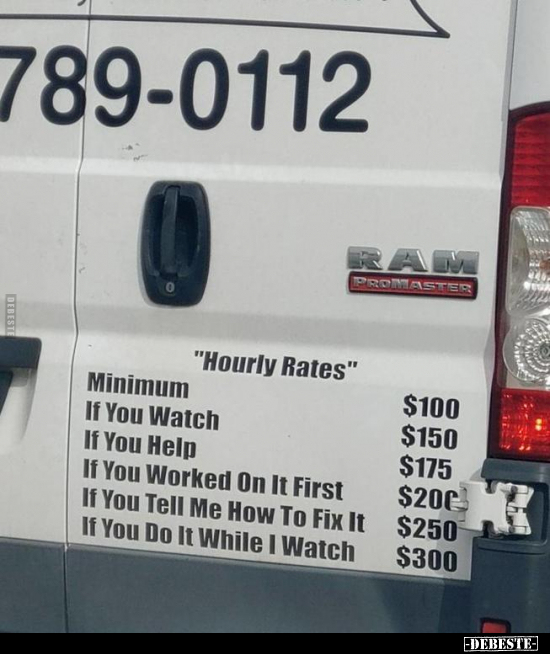 789-0112
RAM
PROMASTER
"Hourly Rates"
Minimum $100
If You Watch $150
If You Help $175
If You Worked On It First $200
If You Tell Me How To Fix It $250
If You Do It While I Watch $300
-DEBESTE-